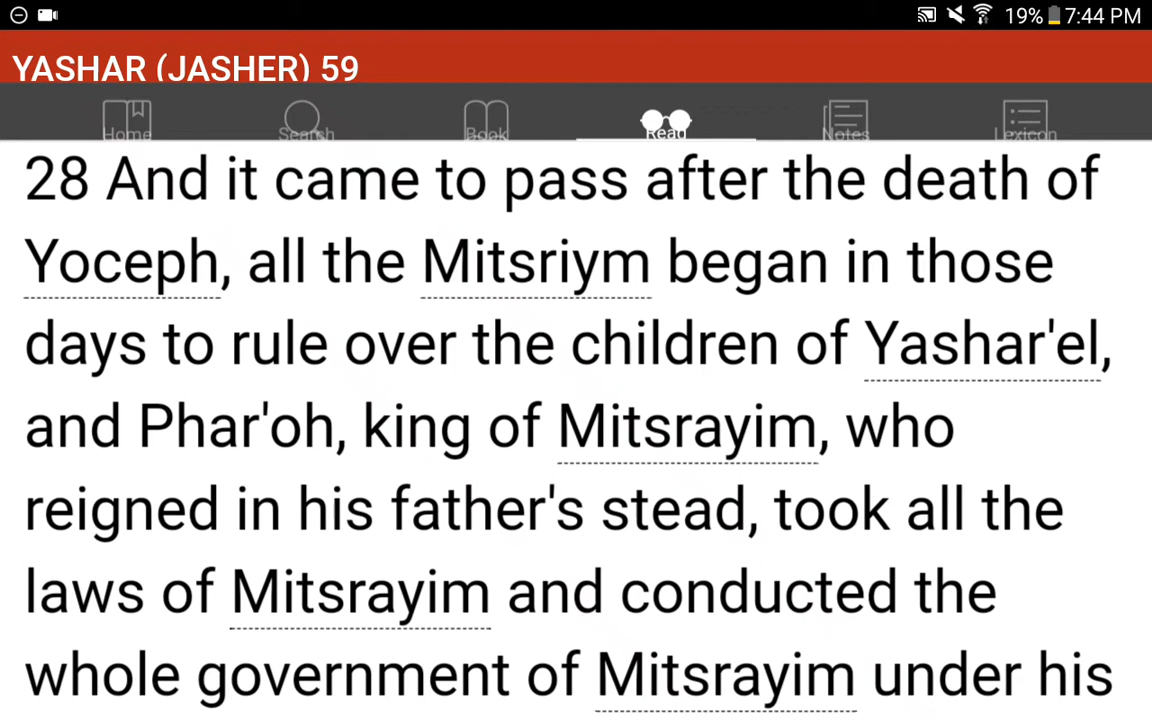 19% 7:44 PM
YASHAR (JASHER) 59
Home Search Book Read Notes Lexicon
28 And it came to pass after the death of
Yoceph, all the Mitsriym began in those
days to rule over the children of Yashar'el,
and Phar'oh, king of Mitsrayim, who
reigned in his father's stead, took all the
laws of Mitsrayim and conducted the
whole government of Mitsrayim under his